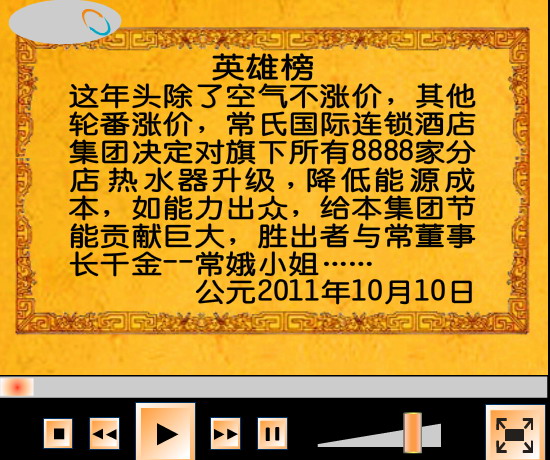 英雄榜
这年头除了空气不涨价，其他
轮番涨价，常氏国际连锁酒店
集团决定对旗下所有8888家分
店热水器升级，降低能源成
本，如能力出众，给本集团节
能贡献巨大，胜出者与常董事
长千金--常娥小姐……
公元2011年10月10日